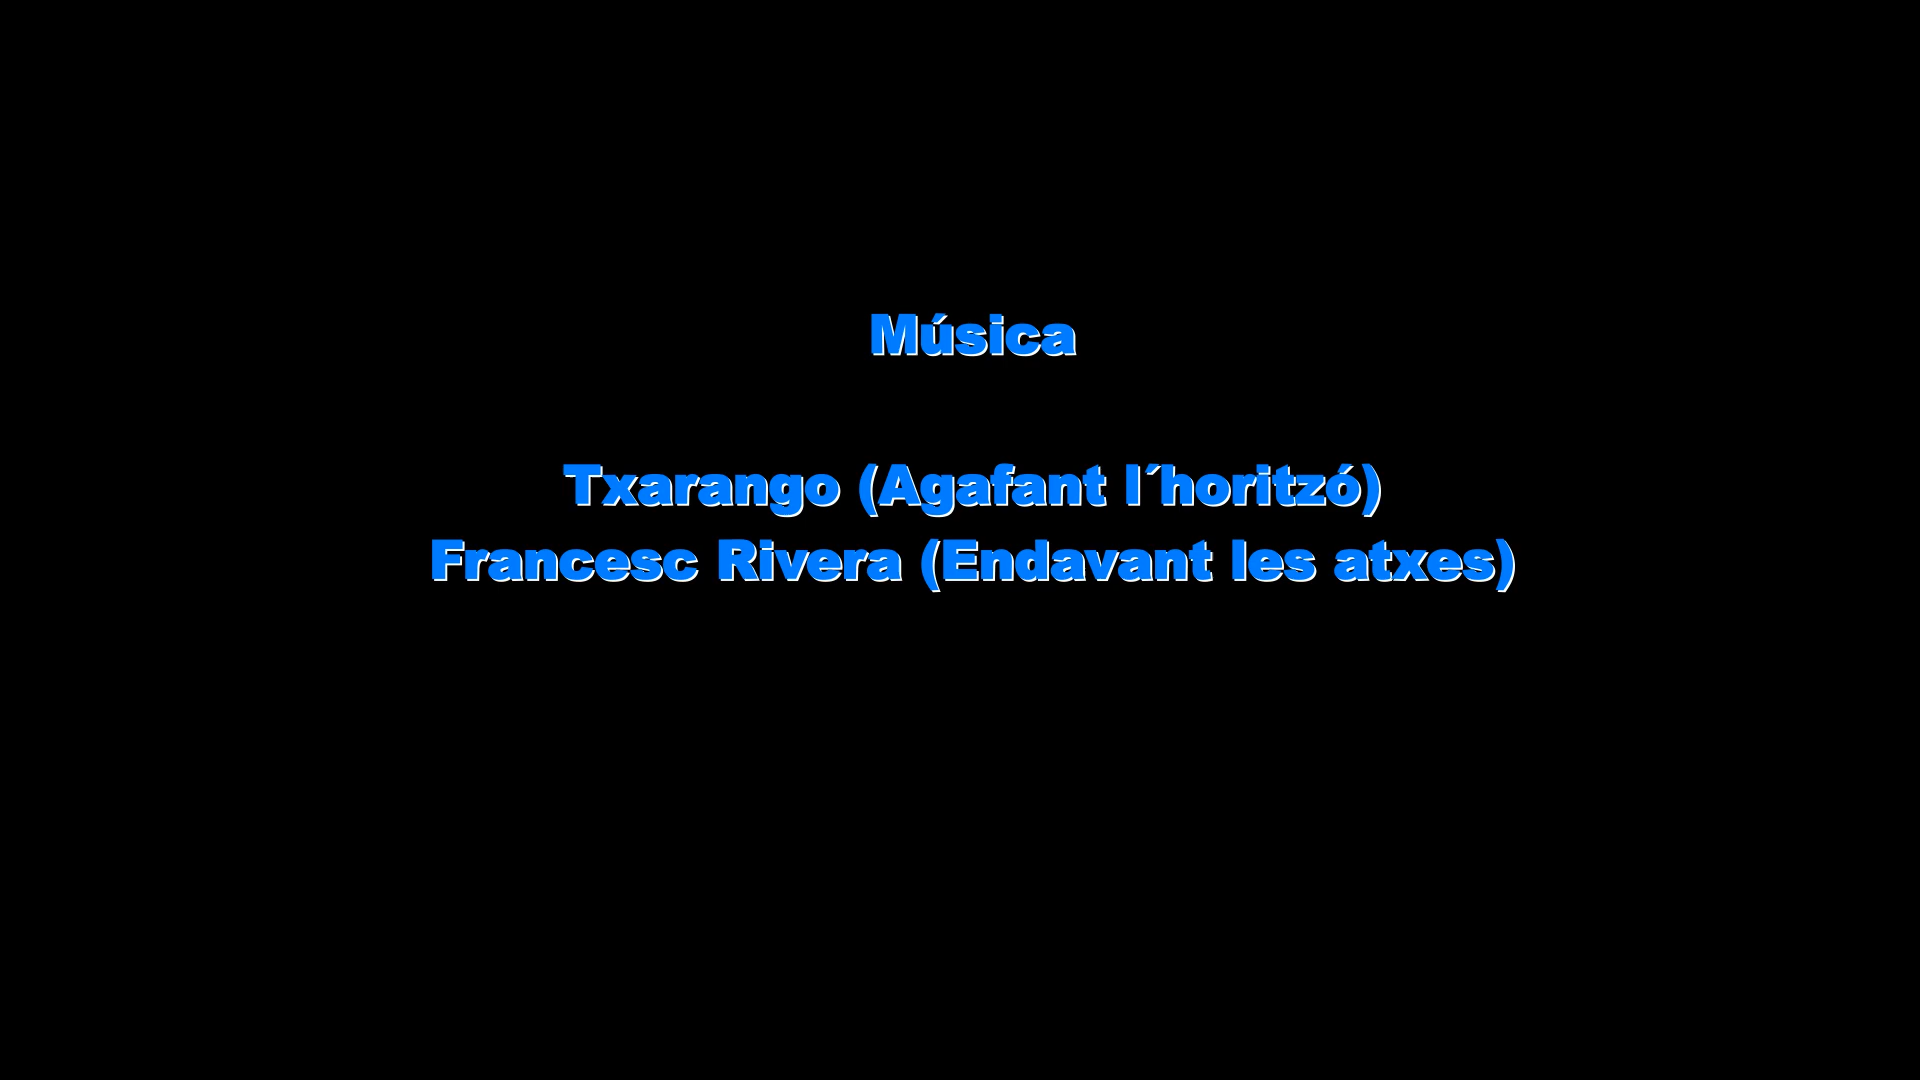 Música
Txarango (Agafant l´horitzó)
Francesc Rivera (Endavant les atxes)